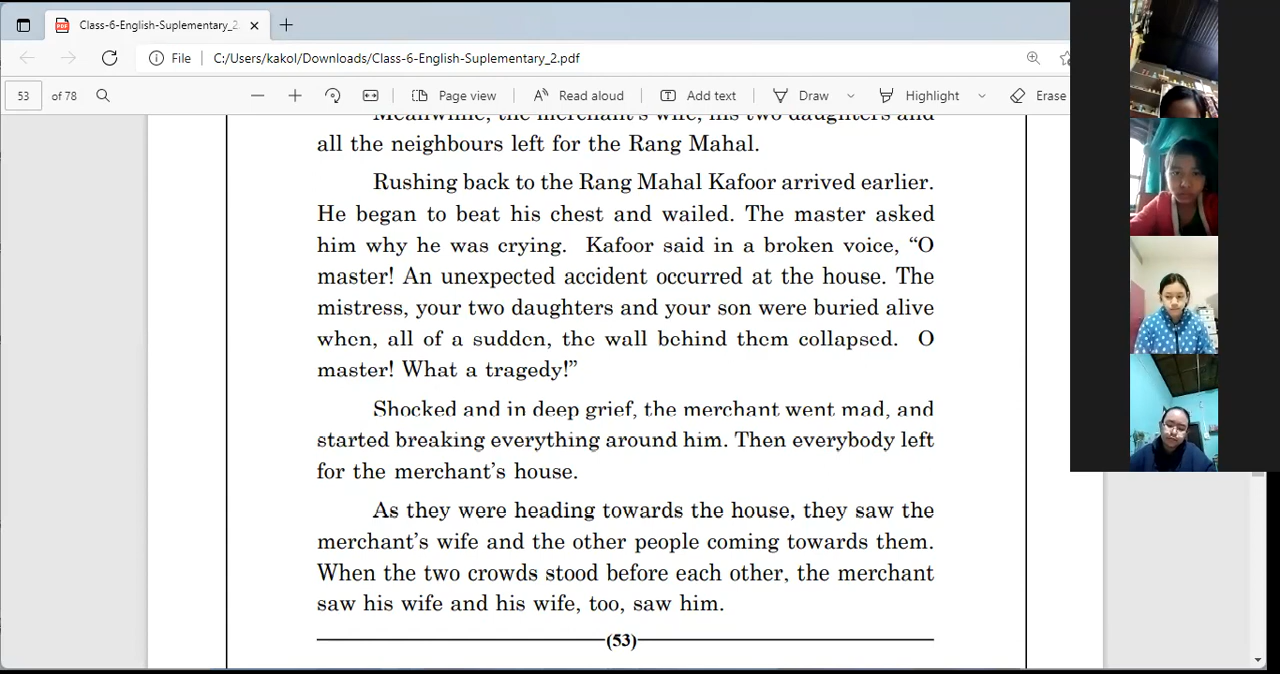 Class-6-English-Suplementary_2
File
C:/Users/kakol/Downloads/Class-6-English-Suplementary_2.pdf
53 of 78
Page view
Read aloud
Add text
Draw
Highlight
Erase
Meanwhile, the merchant's wife, his two daughters and
all the neighbours left for the Rang Mahal.
Rushing back to the Rang Mahal Kafoor arrived earlier.
He began to beat his chest and wailed. The master asked
him why he was crying. Kafoor said in a broken voice, “O
master! An unexpected accident occurred at the house. The
mistress, your two daughters and your son were buried alive
when, all of a sudden, the wall behind them collapsed. O
master! What a tragedy!”
Shocked and in deep grief, the merchant went mad, and
started breaking everything around him. Then everybody left
for the merchant’s house.
As they were heading towards the house, they saw the
merchant’s wife and the other people coming towards them.
When the two crowds stood before each other, the merchant
saw his wife and his wife, too, saw him.
(53)